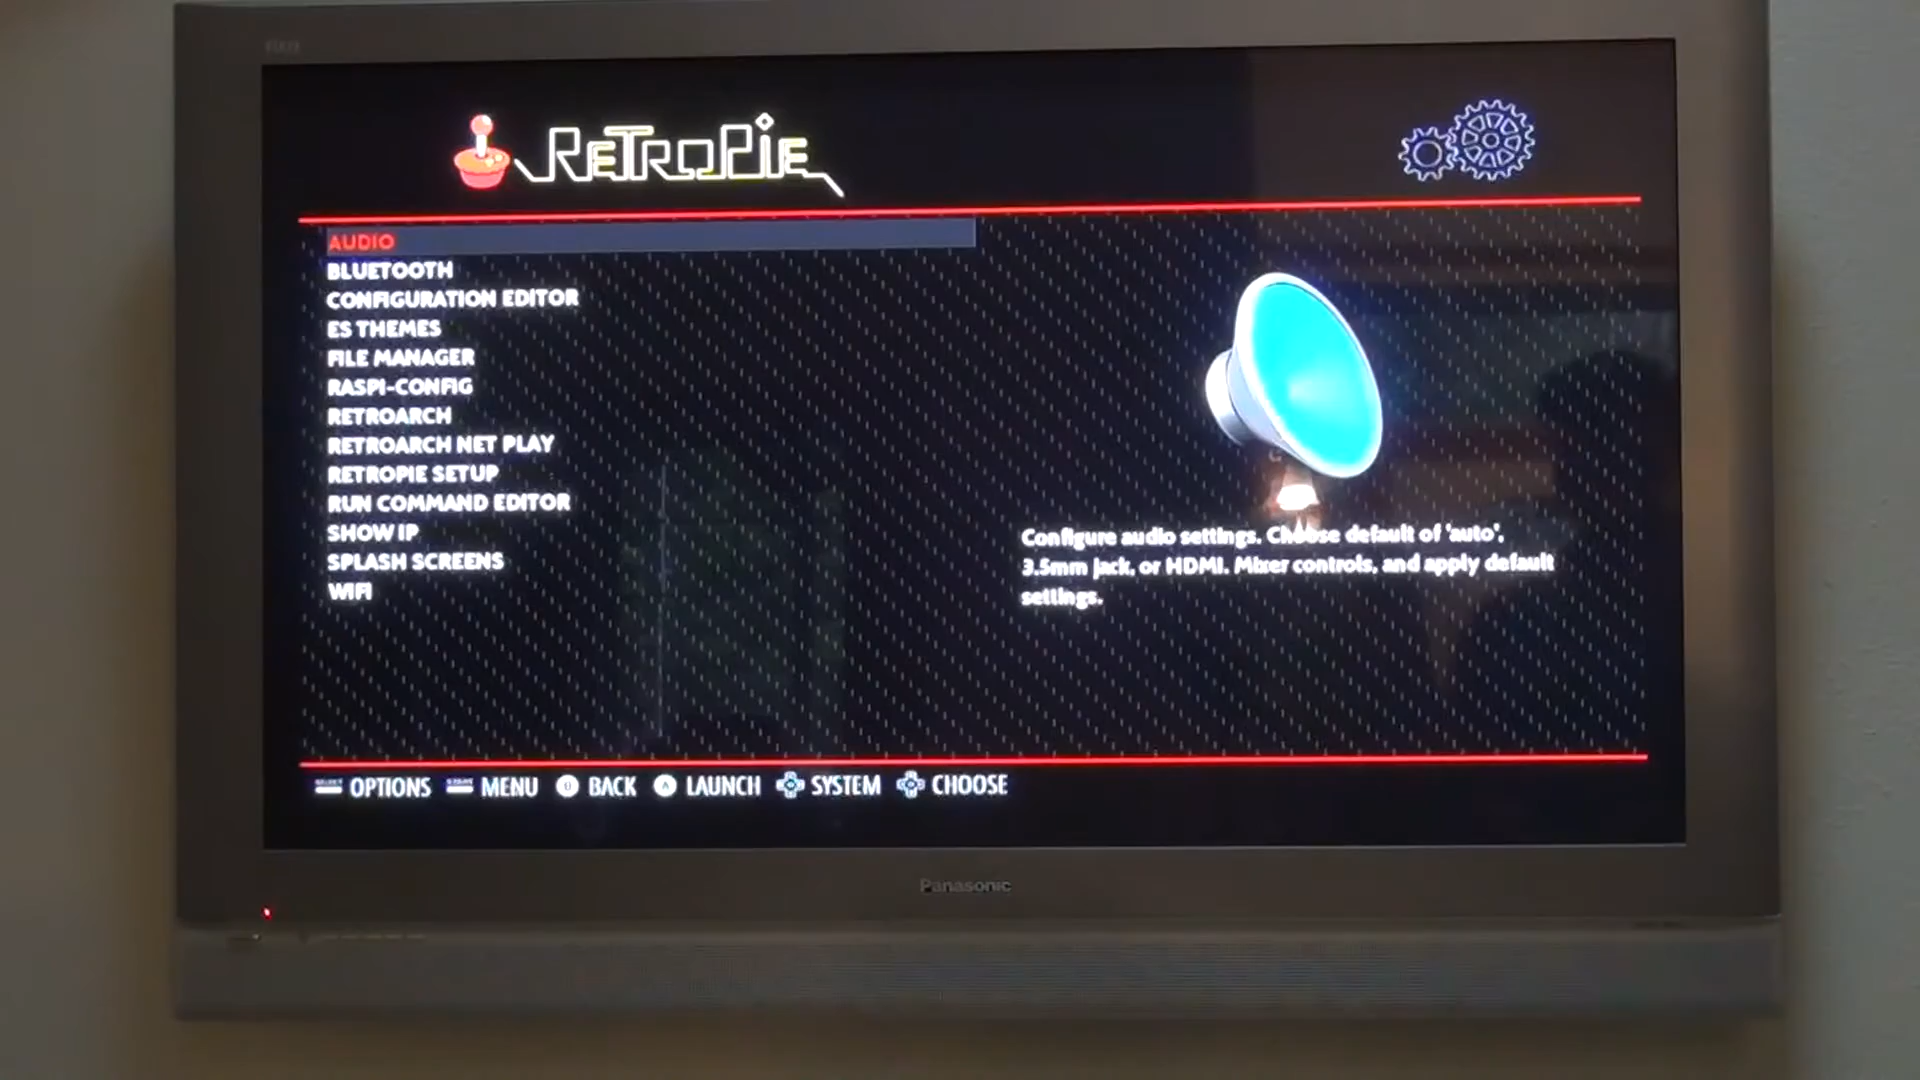 RETROPIE
AUDIO
BLUETOOTH
CONFIGURATION EDITOR
ES THEMES
FILE MANAGER
RASPI-CONFIG
RETROARCH
RETROARCH NET PLAY
RETROPIE SETUP
RUN COMMAND EDITOR
SHOW IP
SPLASH SCREENS
WIFI
Configure audio settings. Choose default of 'auto',
3.5mm jack, or HDMI. Mixer controls, and apply default
settings.
OPTIONS MENU BACK LAUNCH SYSTEM CHOOSE
Panasonic